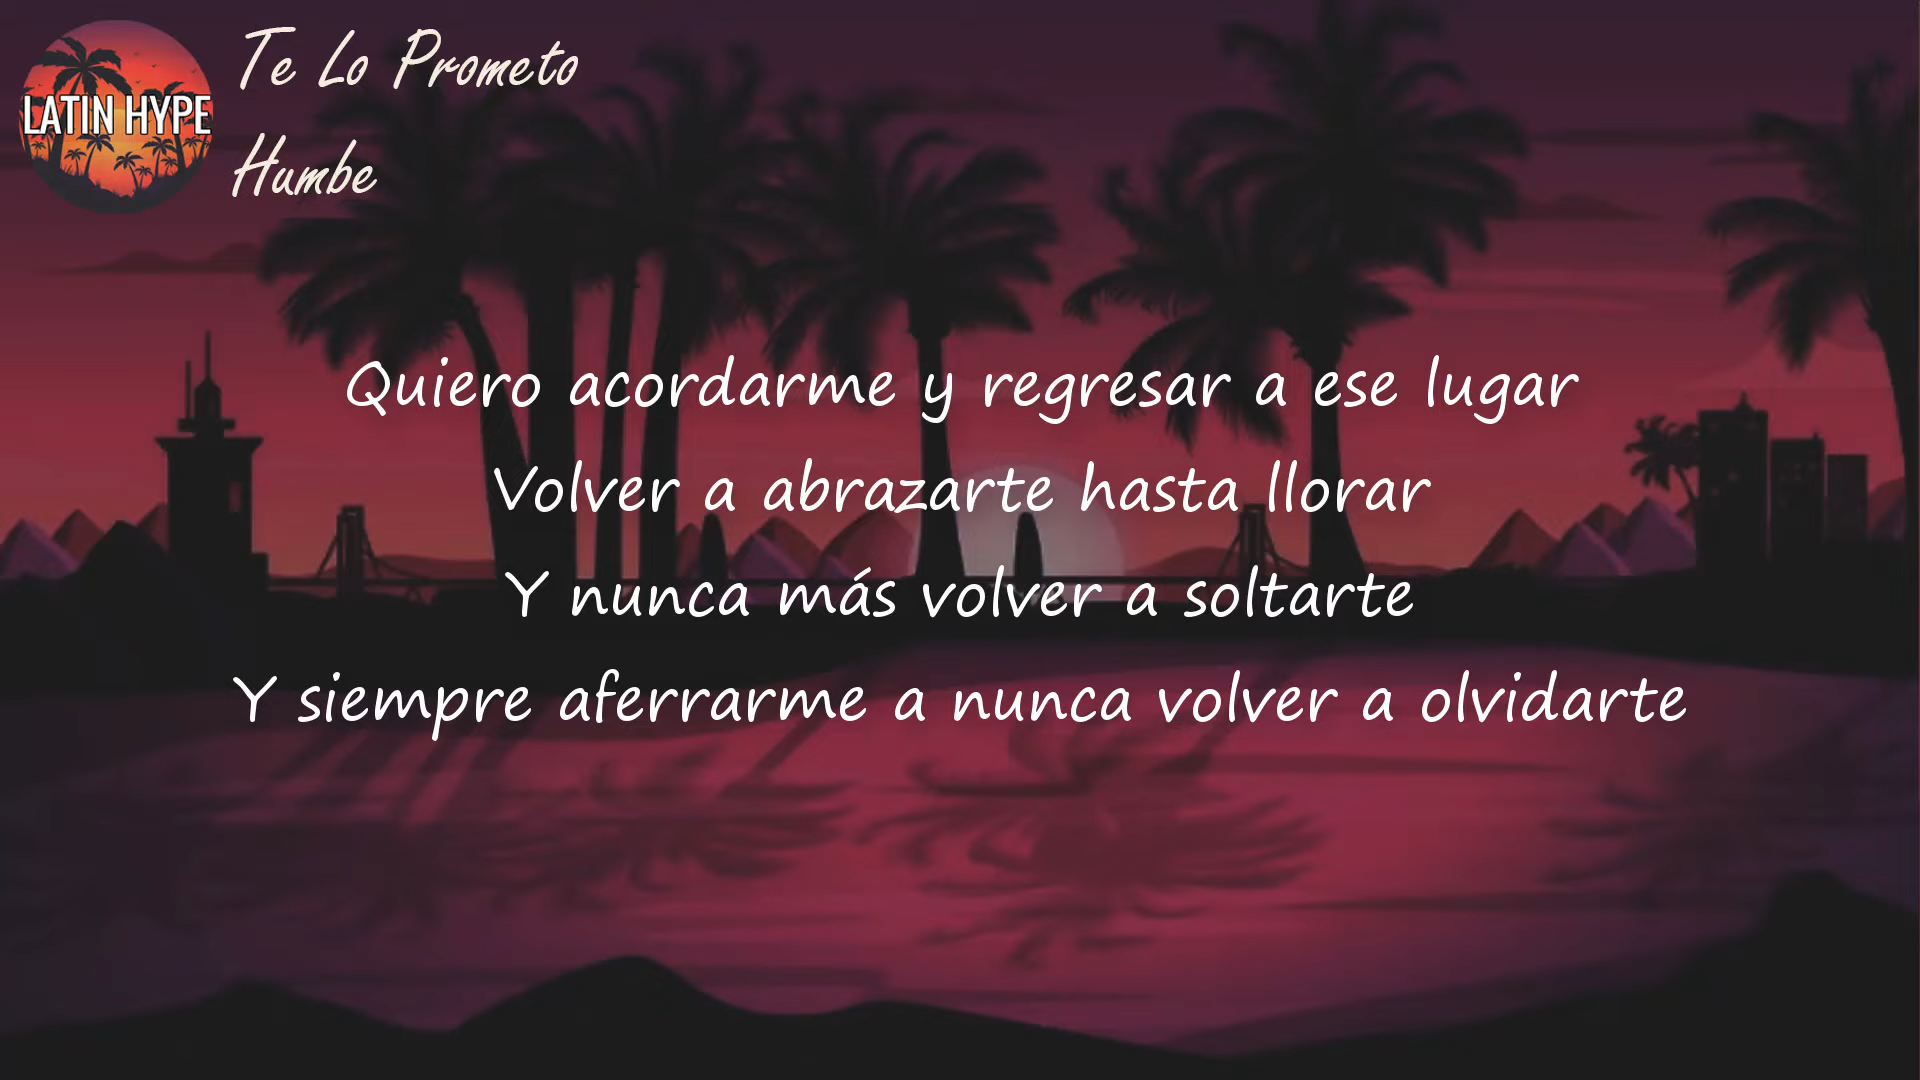 Te Lo Prometo
LATIN HYPE
Humbe
Quiero acordarme y regresar a ese lugar
Volver a abrazarte hasta llorar
Y nunca más volver a soltarte
Y siempre aferrarme a nunca volver a olvidarte